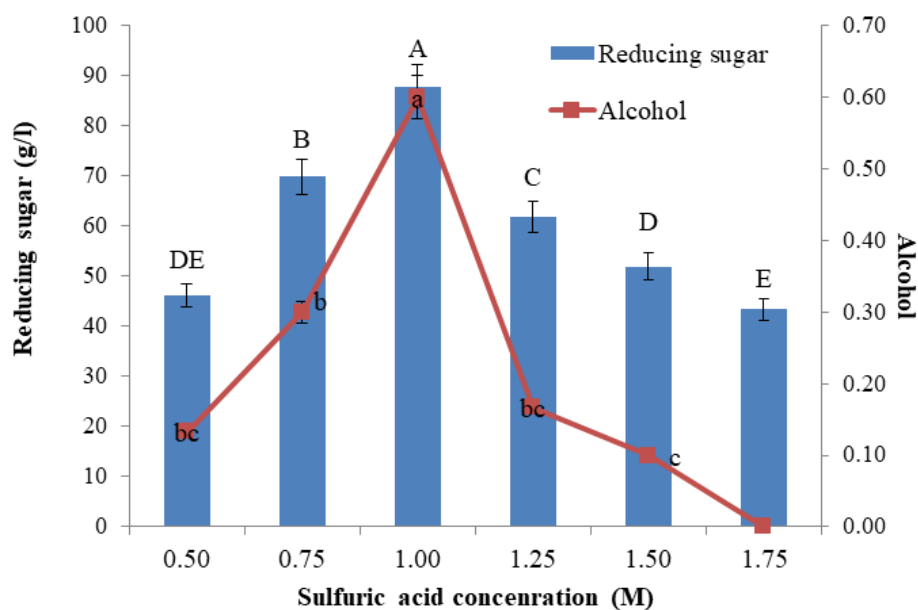 Reducing sugar (g/l)
100
90
80
70
60
50
40
30
20
10
0
DE
B
A
C
D
E
bc
b
a
bc
c
Reducing sugar
Alcohol
0.70
0.60
0.50
0.40
0.30
0.20
0.10
0.00
Alcohol
0.50 0.75 1.00 1.25 1.50 1.75
Sulfuric acid concenration (M)